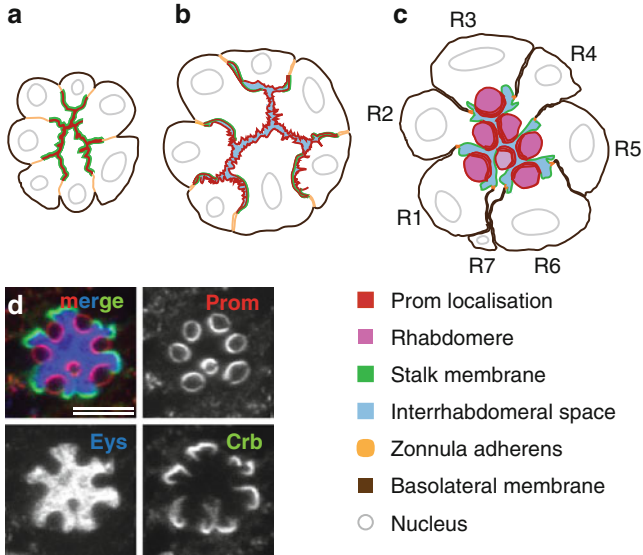 a
b
c
R3
R4
R2
R5
R1
R7
R6
d
merge
Prom
Eys
Crb
Prom localisation
Rhabdomere
Stalk membrane
Interrhabdomeral space
Zonnula adherens
Basolateral membrane
Nucleus